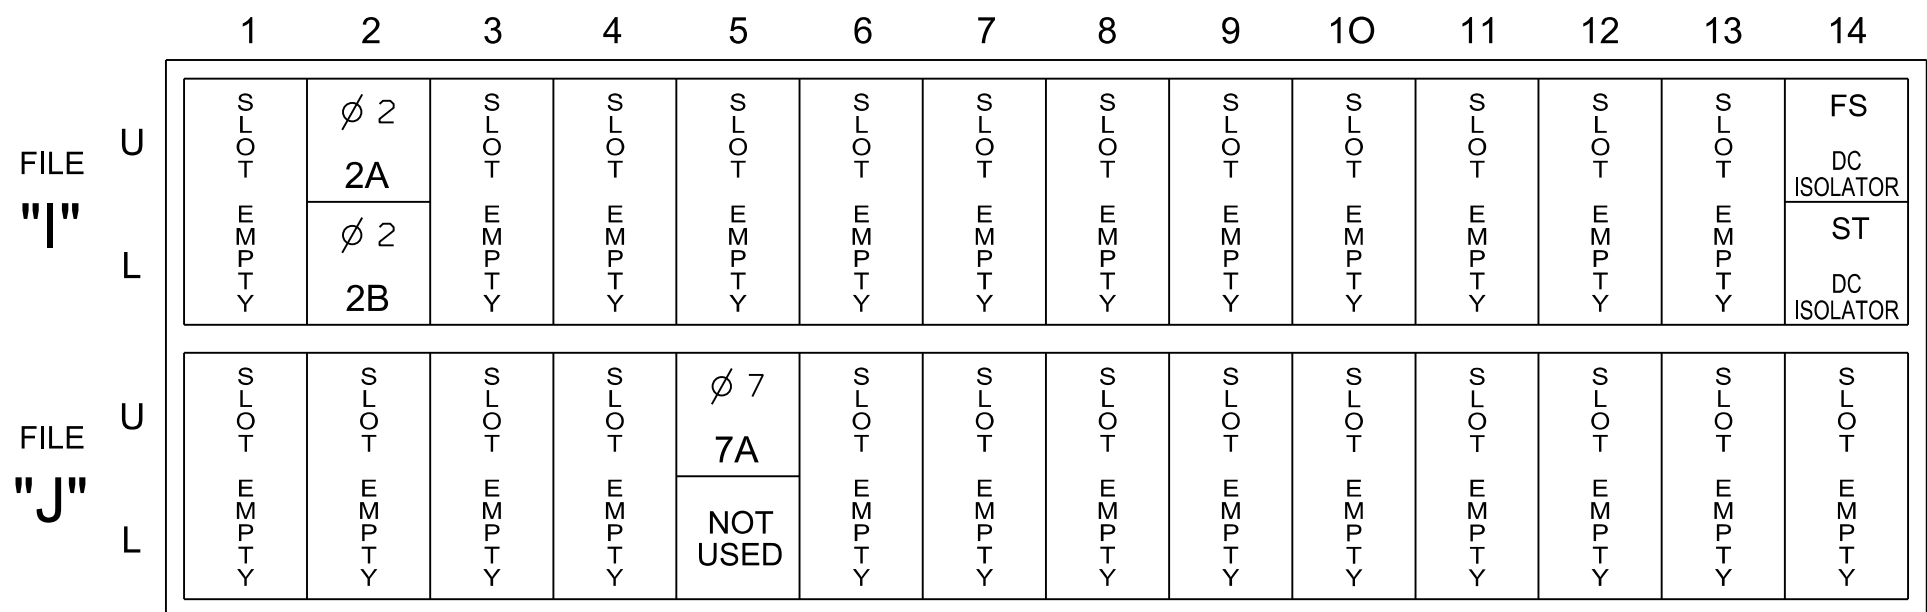 1 2 3 4 5 6 7 8 9 10 11 12 13 14
FILE "I"
U
L
SLOT EMPTY
ø 2
2A
ø 2
2B
SLOT EMPTY
SLOT EMPTY
SLOT EMPTY
SLOT EMPTY
SLOT EMPTY
SLOT EMPTY
SLOT EMPTY
SLOT EMPTY
SLOT EMPTY
SLOT EMPTY
SLOT EMPTY
FS
DC
ISOLATOR
ST
DC
ISOLATOR
FILE "J"
U
L
SLOT EMPTY
SLOT EMPTY
SLOT EMPTY
SLOT EMPTY
ø 7
7A
NOT
USED
SLOT EMPTY
SLOT EMPTY
SLOT EMPTY
SLOT EMPTY
SLOT EMPTY
SLOT EMPTY
SLOT EMPTY
SLOT EMPTY
SLOT EMPTY